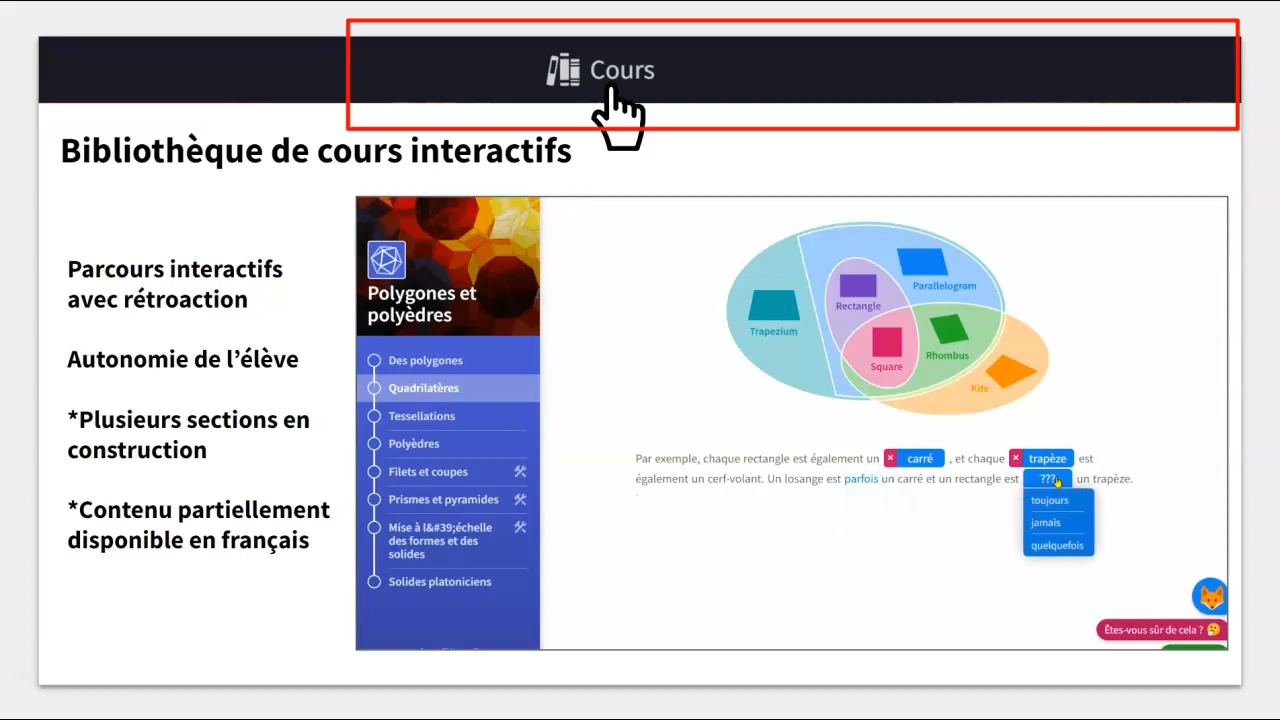 Cours
Bibliothèque de cours interactifs
Parcours interactifs
avec rétroaction
Autonomie de l'élève
*Plusieurs sections en
construction
*Contenu partiellement
disponible en français
Polygones et
polyèdres
Des polygones
Quadrilatères
Tessellations
Polyèdres
Filets et coupes
Prismes et pyramides
Mise à l&#39;échelle
des formes et des
solides
Solides platoniciens
Parallelogram
Rectangle
Trapezium
Rhombus
Square
Kite
Par exemple, chaque rectangle est également un × carré , et chaque × trapèze est
également un cerf-volant. Un losange est parfois un carré et un rectangle est ??? un trapèze.
.
toujours
jamais
quelquefois
Êtes-vous sûr de cela ? 🤔